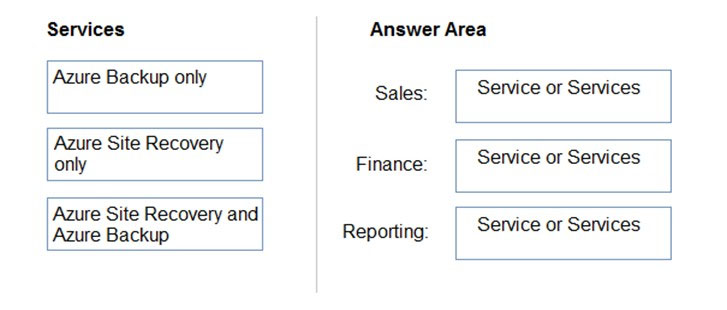 Services
Azure Backup only
Azure Site Recovery
only
Azure Site Recovery and
Azure Backup
Answer Area
Sales:
Service or Services
Finance:
Service or Services
Reporting:
Service or Services